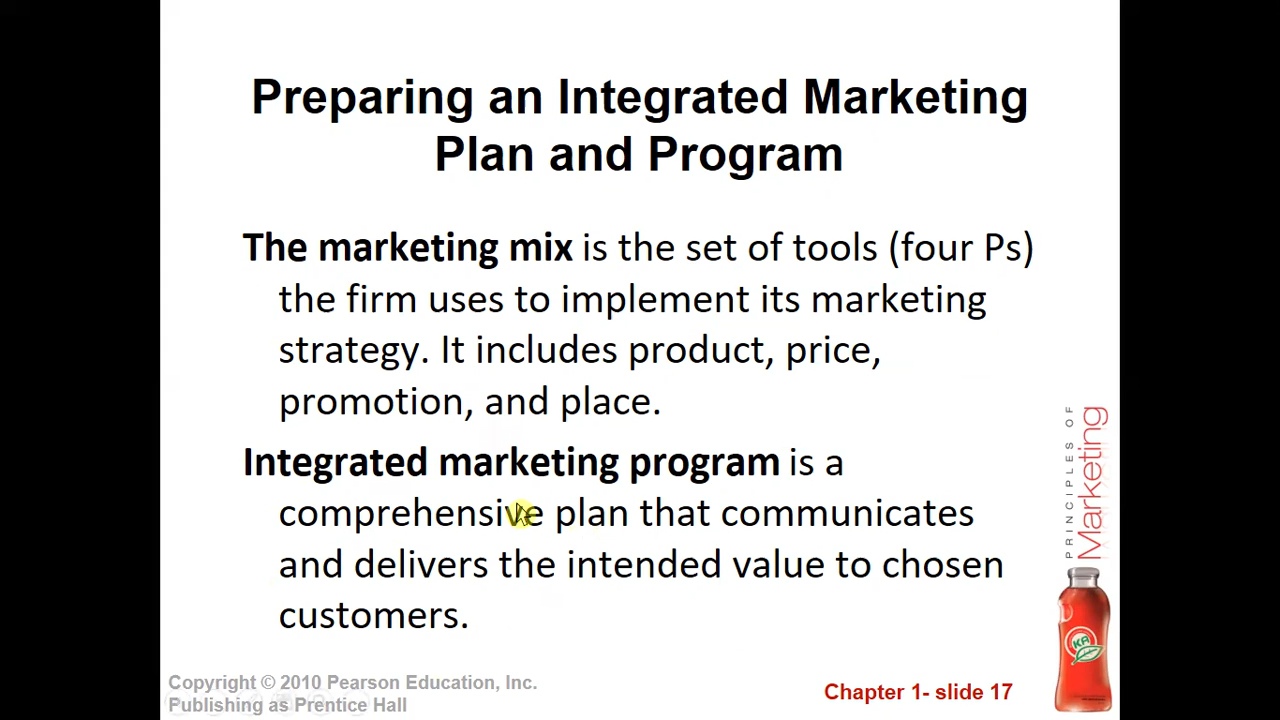 Preparing an Integrated Marketing
Plan and Program
The marketing mix is the set of tools (four Ps)
the firm uses to implement its marketing
strategy. It includes product, price,
promotion, and place.
Integrated marketing program is a
comprehensive plan that communicates
and delivers the intended value to chosen
customers.
PRINCIPLES OF
Marketing
KA
Copyright © 2010 Pearson Education, Inc.
Publishing as Prentice Hall
Chapter 1- slide 17